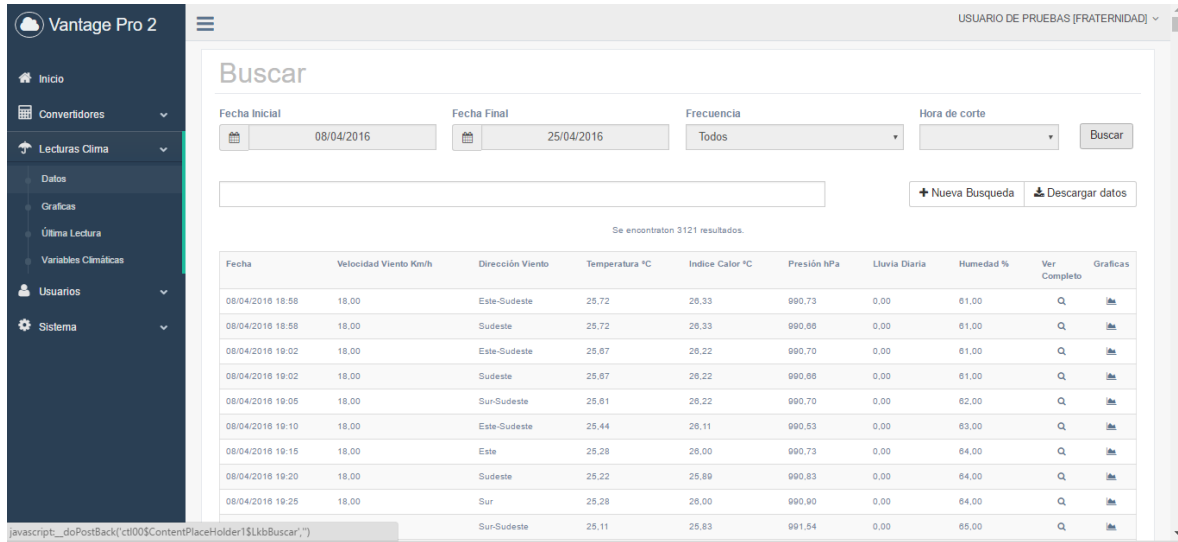 Vantage Pro 2
USUARIO DE PRUEBAS [FRATERNIDAD]
Inicio
Convertidores
Lecturas Clima
Datos
Graficas
Última Lectura
Variables Climáticas
Usuarios
Sistema
Buscar
Fecha Inicial Fecha Final Frecuencia Hora de corte
08/04/2016 25/04/2016 Todos Buscar
Nueva Busqueda Descargar datos
Se encontraton 3121 resultados.
Fecha Velocidad Viento Km/h Dirección Viento Temperatura ºC Indice Calor ºC Presión hPa Lluvia Diaria Humedad % Ver Completo Graficas
08/04/2016 18:58 18,00 Este-Sudeste 25,72 26,33 990,73 0,00 61,00
08/04/2016 18:58 18,00 Sudeste 25,72 26,33 990,66 0,00 61,00
08/04/2016 19:02 18,00 Este-Sudeste 25,67 26,22 990,70 0,00 61,00
08/04/2016 19:02 18,00 Sudeste 25,67 26,22 990,66 0,00 61,00
08/04/2016 19:05 18,00 Sur-Sudeste 25,61 26,22 990,70 0,00 62,00
08/04/2016 19:10 18,00 Este-Sudeste 25,44 26,11 990,53 0,00 63,00
08/04/2016 19:15 18,00 Este 25,28 26,00 990,73 0,00 64,00
08/04/2016 19:20 18,00 Sudeste 25,22 25,89 990,83 0,00 64,00
08/04/2016 19:25 18,00 Sur 25,28 26,00 990,90 0,00 64,00
Sur-Sudeste 25,11 25,83 991,54 0,00 65,00
javascript:__doPostBack('ctl00$ContentPlaceHolder1$LkbBuscar','')